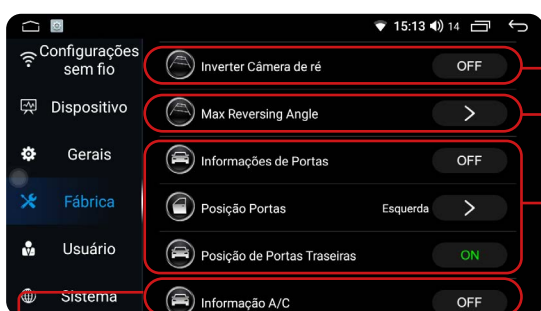 15:13 14
Configurações
sem fio
Dispositivo
Gerais
Fábrica
Usuário
Sistema
Inverter Câmera de ré OFF
Max Reversing Angle
Informações de Portas OFF
Posição Portas Esquerda
Posição de Portas Traseiras ON
Informação A/C OFF